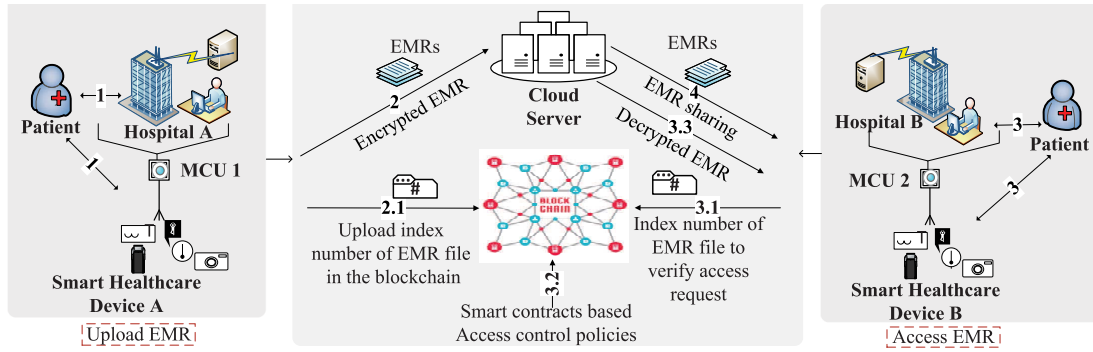 1
Patient
Hospital A
1
MCU 1
Smart Healthcare
Device A
Upload EMR
EMRs
2
Encrypted EMR
Cloud
Server
EMRs
4
EMR sharing
3.3
Decrypted EMR
#
2.1
Upload index
number of EMR file
in the blockchain
BLOCK
CHAIN
#
3.1
Index number of
EMR file to
verify access
request
3.2
Smart contracts based
Access control policies
Hospital B
3
Patient
MCU 2
3
Smart Healthcare
Device B
Access EMR